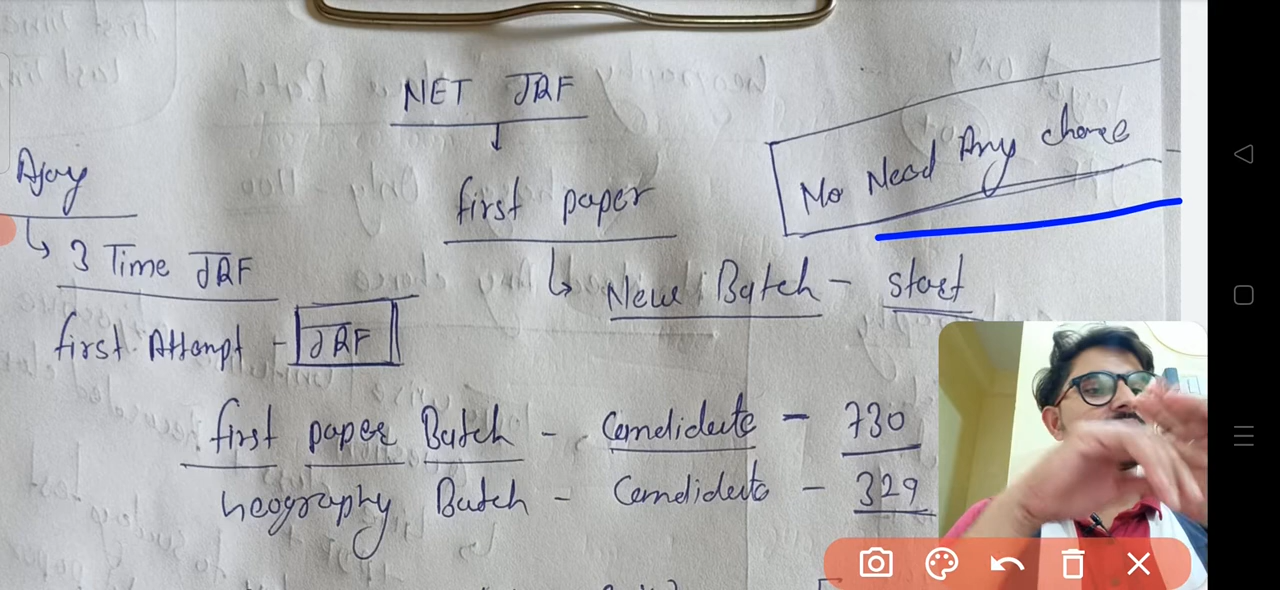 NET JRF
No Need Any charge
Ajay
first paper
3 Time JRF
New Batch - start
first Attempt - JRF
first paper Batch - Candidate - 730
Geography Batch - Candidate - 329